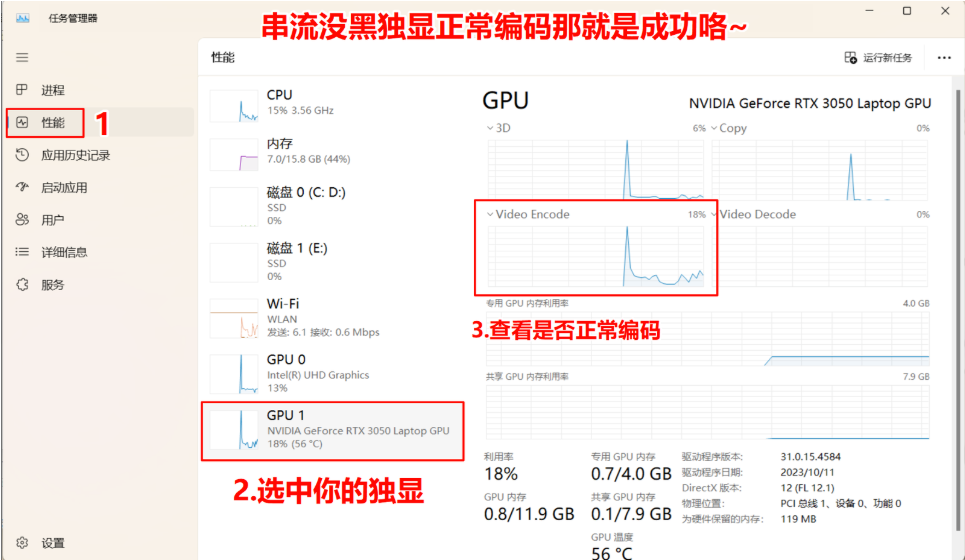 任务管理器
串流没黑独显正常编码那就是成功咯~
性能
运行新任务
进程
性能
1
应用历史记录
启动应用
用户
详细信息
服务
设置
CPU
15% 3.56 GHz
内存
7.0/15.8 GB (44%)
磁盘 0 (C: D:)
SSD
0%
磁盘 1 (E:)
SSD
0%
Wi-Fi
WLAN
发送: 6.1 接收: 0.6 Mbps
GPU 0
Intel(R) UHD Graphics
13%
GPU 1
NVIDIA GeForce RTX 3050 Laptop GPU
18% (56 °C)
2.选中你的独显
GPU
NVIDIA GeForce RTX 3050 Laptop GPU
3D 6%
Copy 0%
Video Encode 18%
Video Decode 0%
专用 GPU 内存利用率 4.0 GB
3.查看是否正常编码
共享 GPU 内存利用率 7.9 GB
利用率
18%
专用 GPU 内存
0.7/4.0 GB
GPU 内存
0.8/11.9 GB
共享 GPU 内存
0.1/7.9 GB
GPU 温度
56 °C
驱动程序版本: 31.0.15.4584
驱动程序日期: 2023/10/11
DirectX 版本: 12 (FL 12.1)
物理位置: PCI 总线 1、设备 0、功能 0
为硬件保留的内存: 119 MB